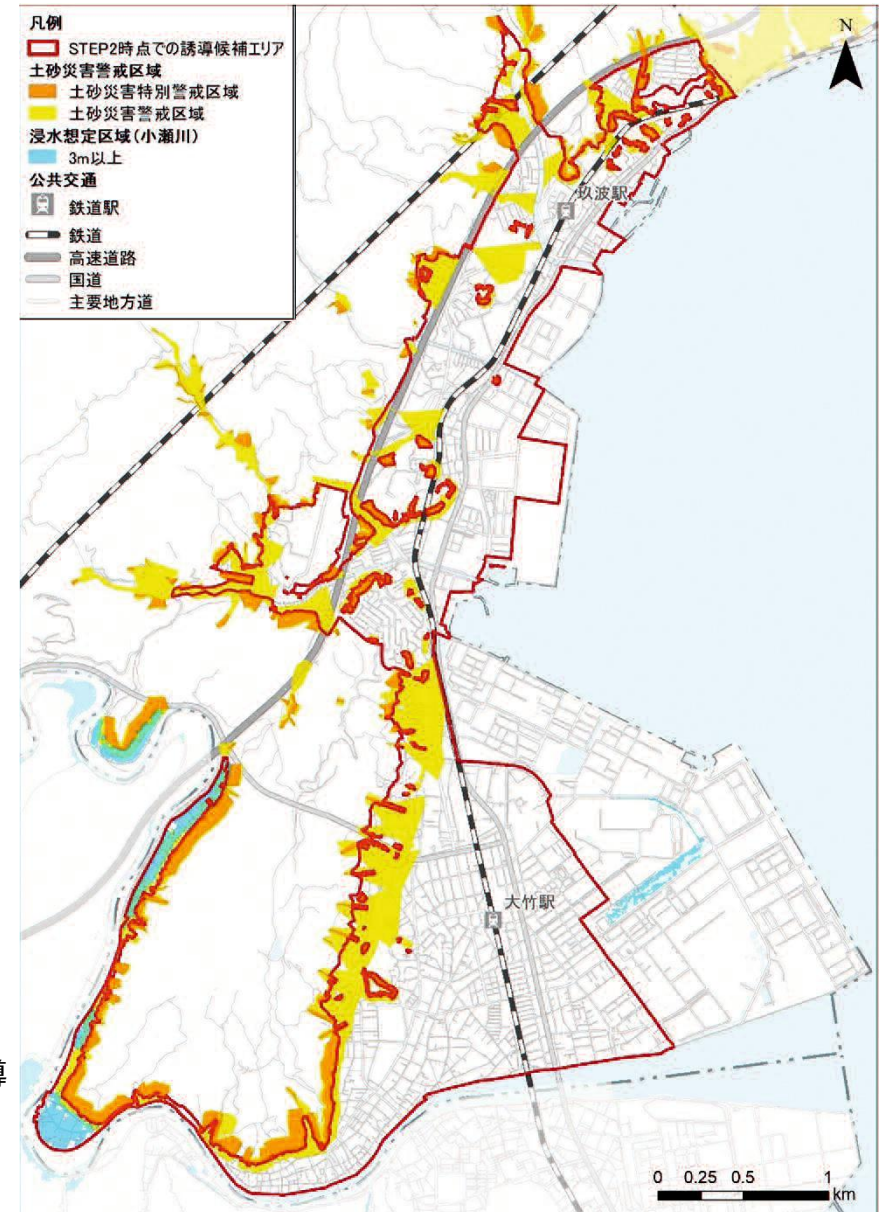 凡例
STEP2時点での誘導候補エリア
土砂災害警戒区域
土砂災害特別警戒区域
土砂災害警戒区域
浸水想定区域(小瀬川)
3m以上
公共交通
鉄道駅
鉄道
高速道路
国道
主要地方道
N
玖波駅
大竹駅
導
0 0.25 0.5 1
km